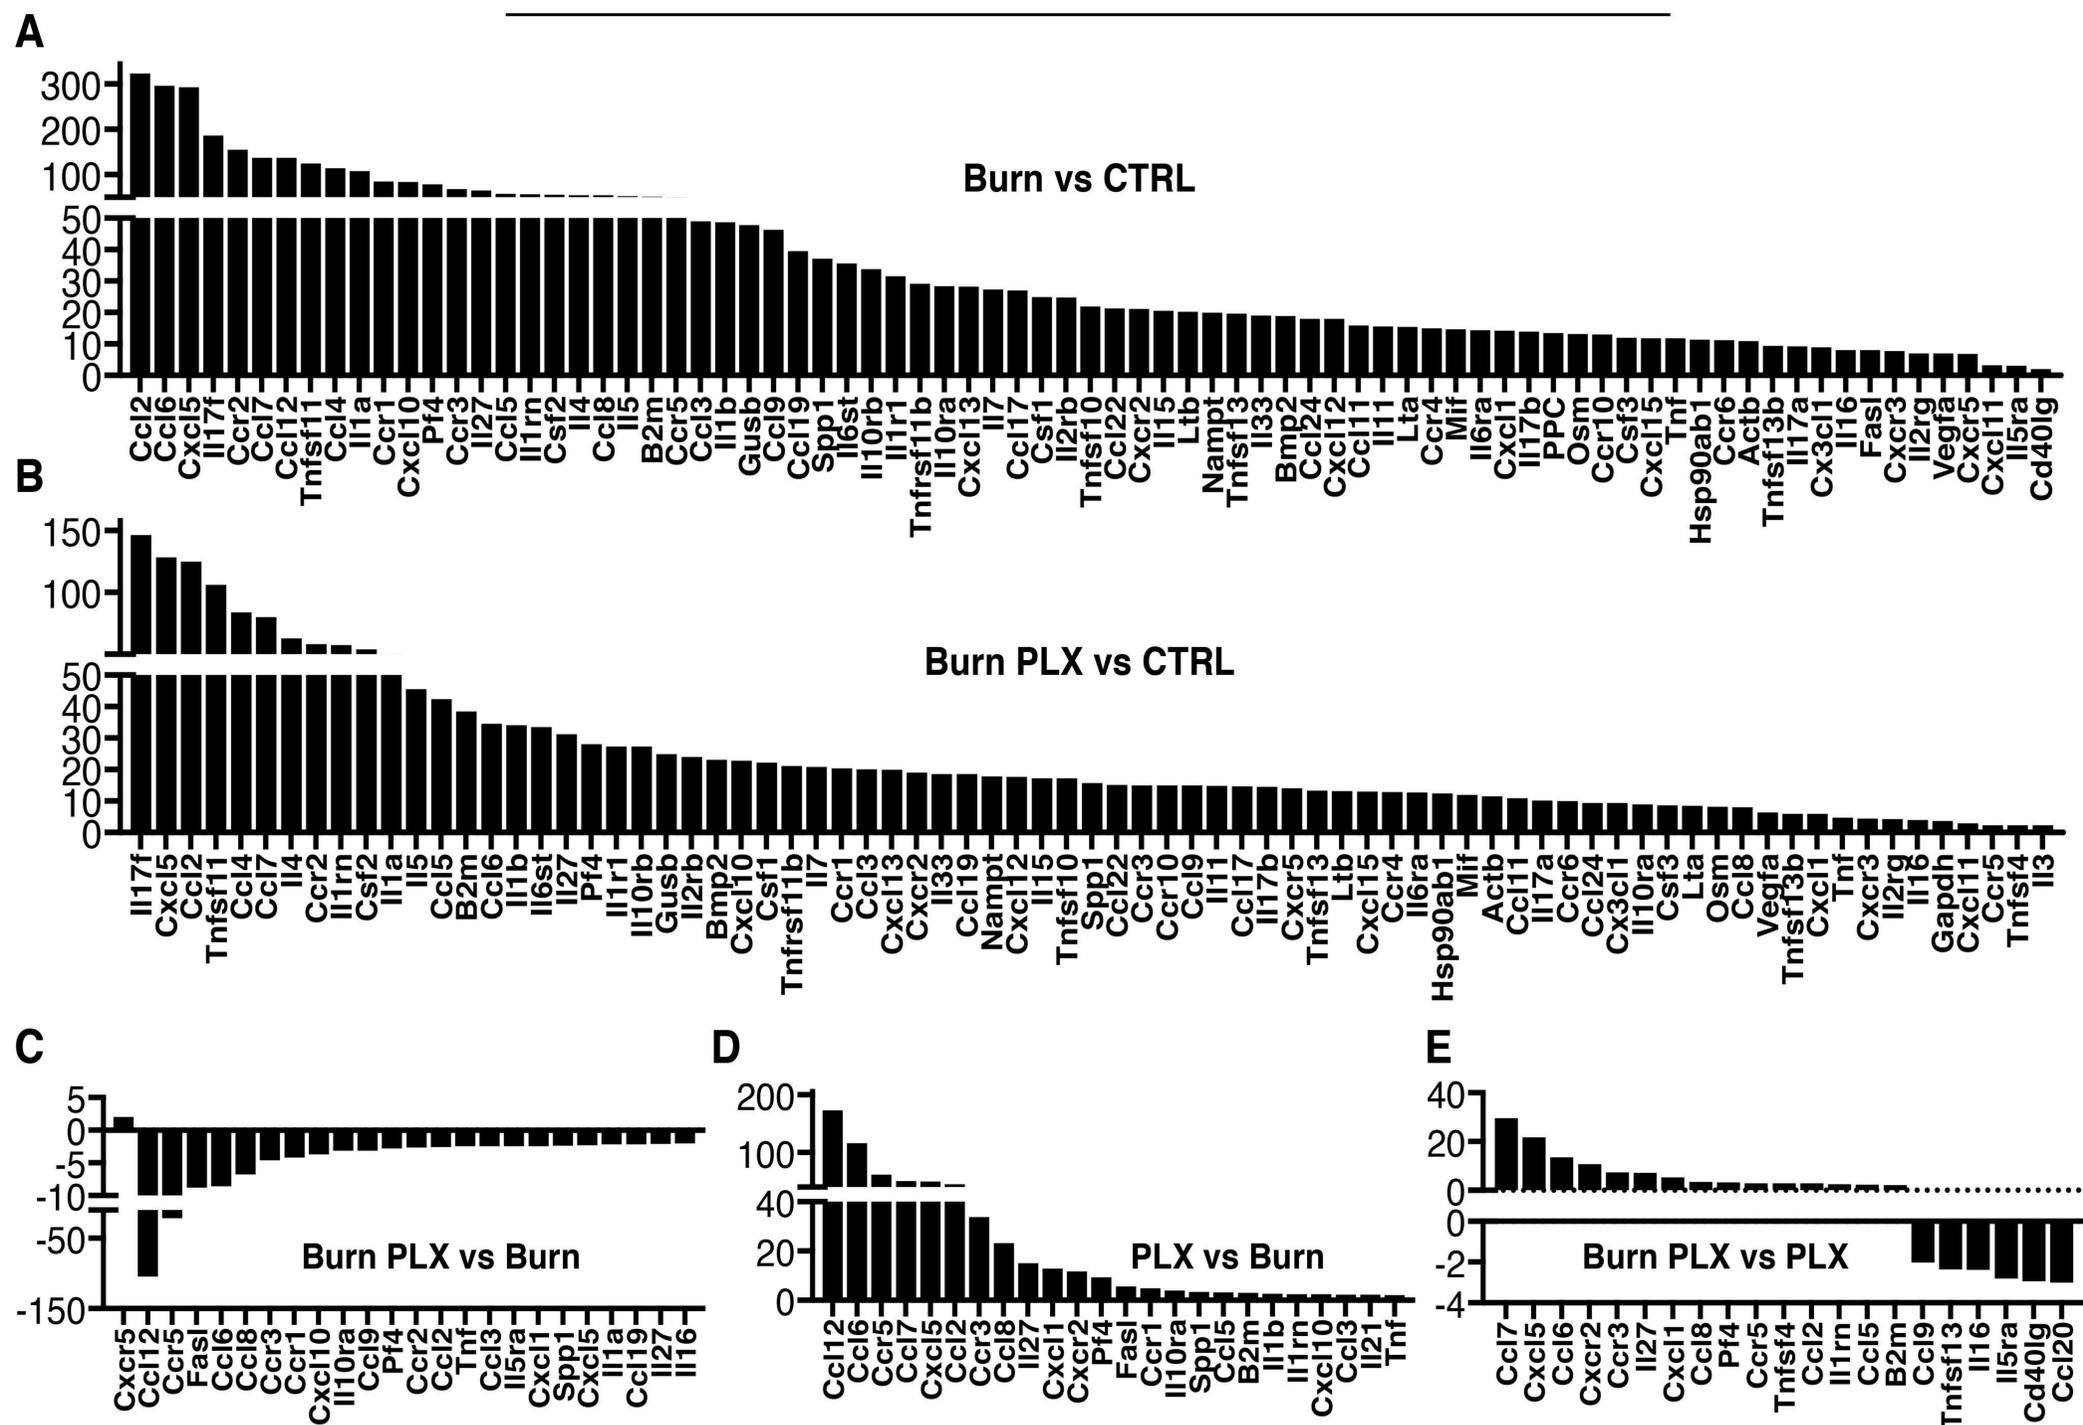 A
300
200
100
50
40
30
20
10
0
Burn vs CTRL
Ccl2 Ccl6 Cxcl5 Il17f Ccr2 Ccl7 Ccl12 Tnfsf11 Ccl4 Il1a Ccr1 Cxcl10 Pf4 Ccr3 Il27 Ccl5 Il1rn Csf2 Il4 Ccl8 Il5 B2m Ccr5 Ccl3 Il1b Gusb Ccl9 Ccl19 Spp1 Il6st Il10rb Il1r1 Tnfrsf11b Il10ra Cxcl13 Il7 Ccl17 Csf1 Il2rb Tnfsf10 Ccl22 Cxcr2 Il15 Ltb Nampt Tnfsf13 Il33 Bmp2 Ccl24 Cxcl12 Ccl11 Il11 Lta Ccr4 Mif Il6ra Cxcl1 Il17b PPC Osm Ccr10 Csf3 Cxcl15 Tnf Hsp90ab1 Ccr6 Actb Tnfsf13b Il17a Cx3cl1 Il16 Fasl Cxcr3 Il2rg Vegfa Cxcr5 Cxcl11 Il5ra Cd40lg
B
150
100
50
40
30
20
10
0
Burn PLX vs CTRL
Il17f Cxcl5 Ccl2 Tnfsf11 Ccl4 Ccl7 Il4 Ccr2 Il1rn Csf2 Il1a Il5 Ccl5 B2m Ccl6 Il1b Il6st Il27 Pf4 Il1r1 Il10rb Gusb Il2rb Bmp2 Cxcl10 Csf1 Tnfrsf11b Il7 Ccr1 Ccl3 Cxcl13 Cxcr2 Il33 Ccl19 Nampt Cxcl12 Il15 Tnfsf10 Spp1 Ccl22 Ccr3 Ccr10 Ccl9 Il11 Ccl17 Il17b Cxcr5 Tnfsf13 Ltb Cxcl15 Ccr4 Il6ra Hsp90ab1 Mif Actb Ccl11 Il17a Ccr6 Ccl24 Cx3cl1 Il10ra Csf3 Lta Osm Ccl8 Vegfa Tnfsf13b Cxcl1 Tnf Cxcr3 Il2rg Il16 Gapdh Cxcl11 Ccr5 Tnfsf4 Il3
C
5
0
-5
-10
-50
-150
Burn PLX vs Burn
Cxcr5 Ccl12 Ccr5 Fasl Ccl6 Ccl8 Ccr3 Ccr1 Cxcl10 Il10ra Ccl9 Pf4 Ccr2 Ccl2 Tnf Ccl3 Il5ra Cxcl1 Spp1 Cxcl5 Il1a Ccl19 Il27 Il16
D
200
100
40
20
0
PLX vs Burn
Ccl12 Ccl6 Ccr5 Ccl7 Cxcl5 Ccl2 Ccr3 Ccl8 Il27 Cxcl1 Cxcr2 Pf4 Fasl Ccr1 Il10ra Spp1 Ccl5 B2m Il1b Il1rn Cxcl10 Ccl3 Il21 Tnf
E
40
20
0
0
-2
-4
Burn PLX vs PLX
Ccl7 Cxcl5 Ccl6 Cxcr2 Ccr3 Il27 Cxcl1 Ccl8 Pf4 Ccr5 Tnfsf4 Ccl2 Il1rn Ccl5 B2m Ccl9 Tnfsf13 Il16 Il5ra Cd40lg Ccl20